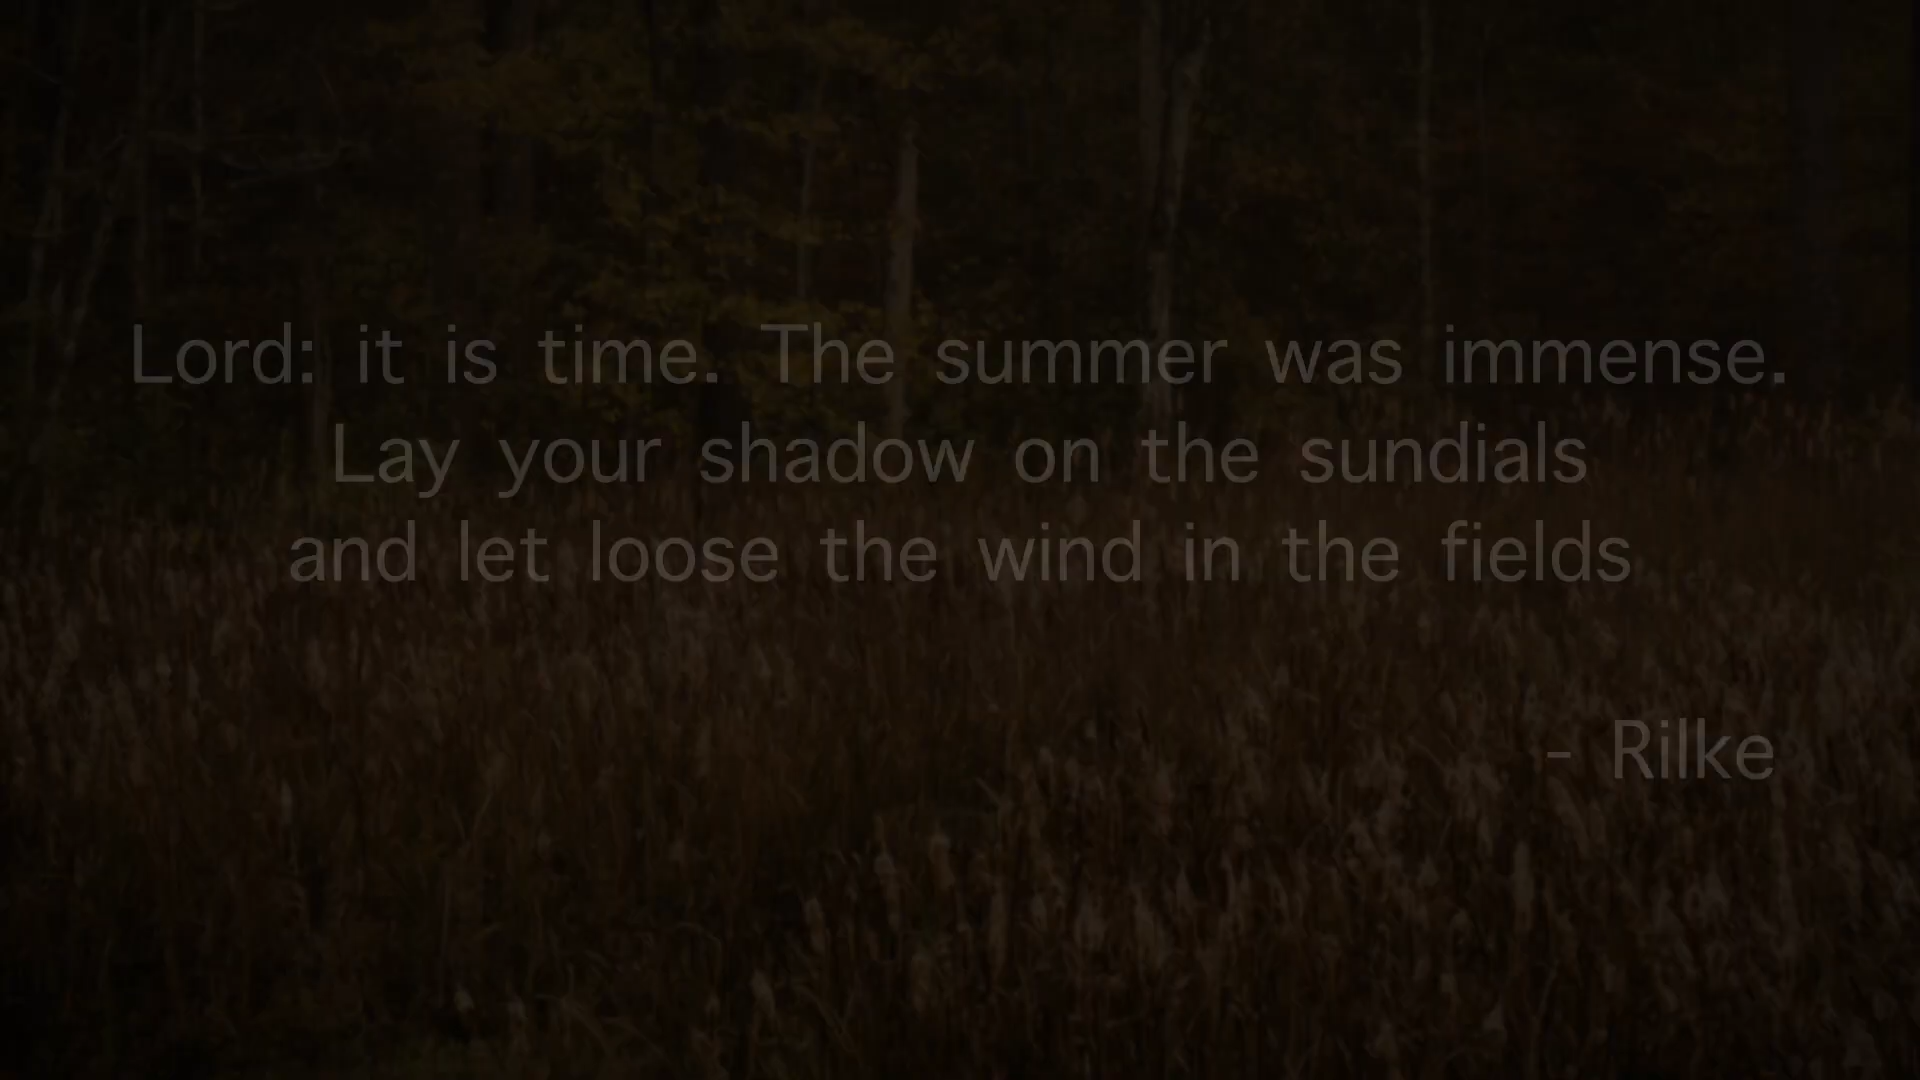 Lord: it is time. The summer was immense.
Lay your shadow on the sundials
and let loose the wind in the fields
- Rilke